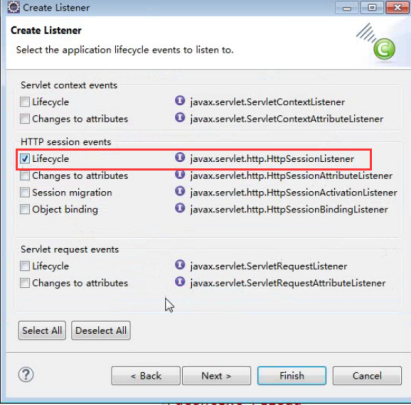 Create Listener
Create Listener
Select the application lifecycle events to listen to.
Servlet context events
Lifecycle javax.servlet.ServletContextListener
Changes to attributes javax.servlet.ServletContextAttributeListener
HTTP session events
Lifecycle javax.servlet.http.HttpSessionListener
Changes to attributes javax.servlet.http.HttpSessionAttributeListener
Session migration javax.servlet.http.HttpSessionActivationListener
Object binding javax.servlet.http.HttpSessionBindingListener
Servlet request events
Lifecycle javax.servlet.ServletRequestListener
Changes to attributes javax.servlet.ServletRequestAttributeListener
Select All Deselect All
? < Back Next > Finish Cancel